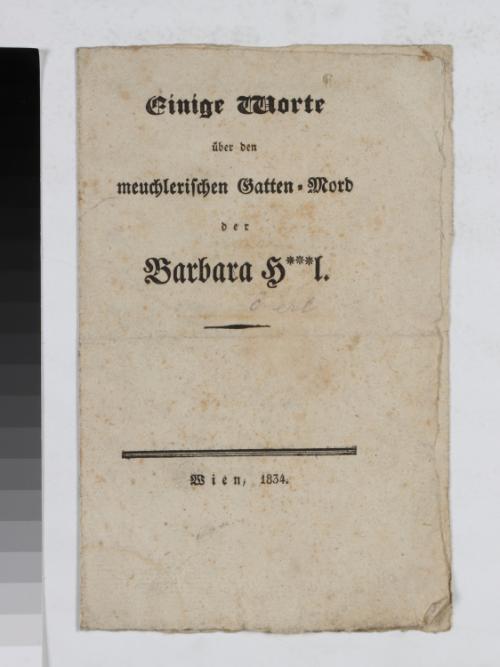 Einige Worte
über den
meuchlerischen Gatten-Mord
der
Barbara H***l.
Wien, 1834.